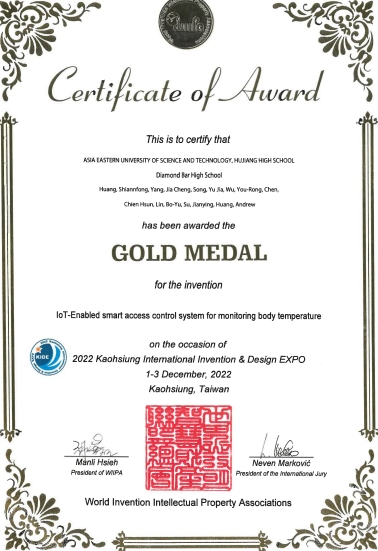 Certificate of Award
This is to certify that
ASIA EASTERN UNIVERSITY OF SCIENCE AND TECHNOLOGY, HUJIANG HIGH SCHOOL
Diamond Bar High School
Huang, Shiannfong, Yang, Jia Cheng, Song, Yu Jia, Wu, You-Rong, Chen,
Chien Hsun, Lin, Bo-Yu, Su, Jianying, Huang, Andrew
has been awarded the
GOLD MEDAL
for the invention
IoT-Enabled smart access control system for monitoring body temperature
on the occasion of
KIDE
2022 Kaohsiung International Invention & Design EXPO
1-3 December, 2022
Kaohsiung, Taiwan
Manli Hsieh
President of WIIPA
Neven Marković
President of the International Jury
World Invention Intellectual Property Associations